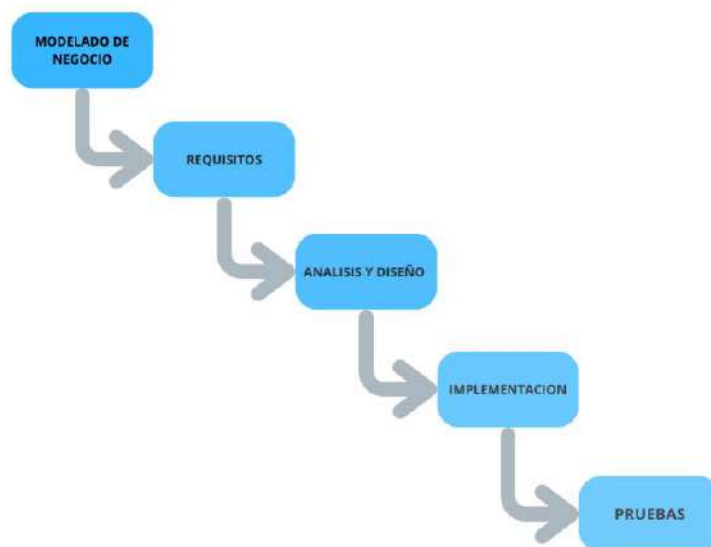 MODELADO DE
NEGOCIO
REQUISITOS
ANALISIS Y DISEÑO
IMPLEMENTACION
PRUEBAS